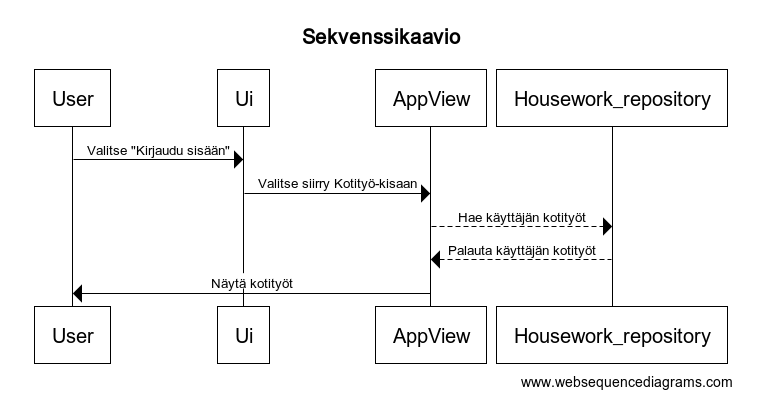 Sekvenssikaavio
User Ui AppView Housework_repository
Valitse "Kirjaudu sisään"
Valitse siirry Kotityö-kisaan
Hae käyttäjän kotityöt
Palauta käyttäjän kotityöt
Näytä kotityöt
User Ui AppView Housework_repository
www.websequencediagrams.com